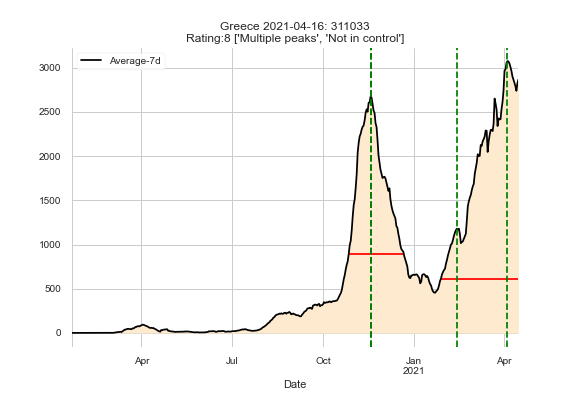 Greece 2021-04-16: 311033
Rating:8 ['Multiple peaks', 'Not in control']
Average-7d
3000
2500
2000
1500
1000
500
0
Apr
Jul
Oct
Jan
2021
Apr
Date